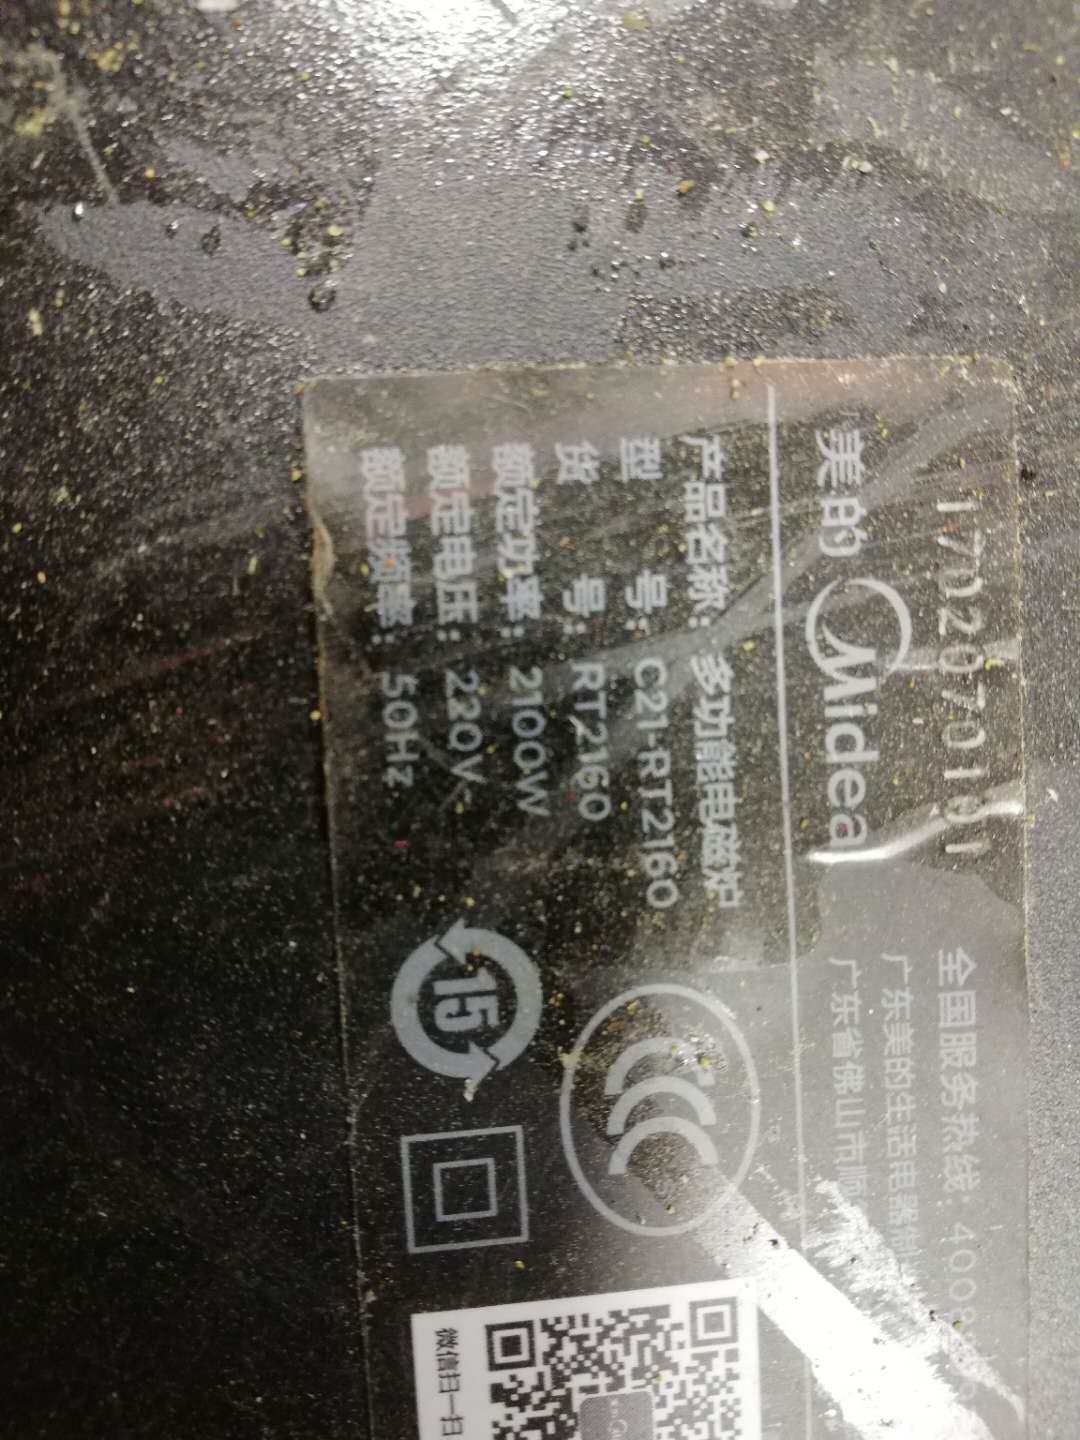 1702070101
美的 Midea
全国服务热线: 4008
广东美的生活电器制
广东省佛山市顺
产品名称: 多功能电磁炉
型 号: C21-RT2160
货 号: RT2160
额定功率: 2100W
额定电压: 220V~
额定频率: 50Hz
CCC
15
微信扫一扫